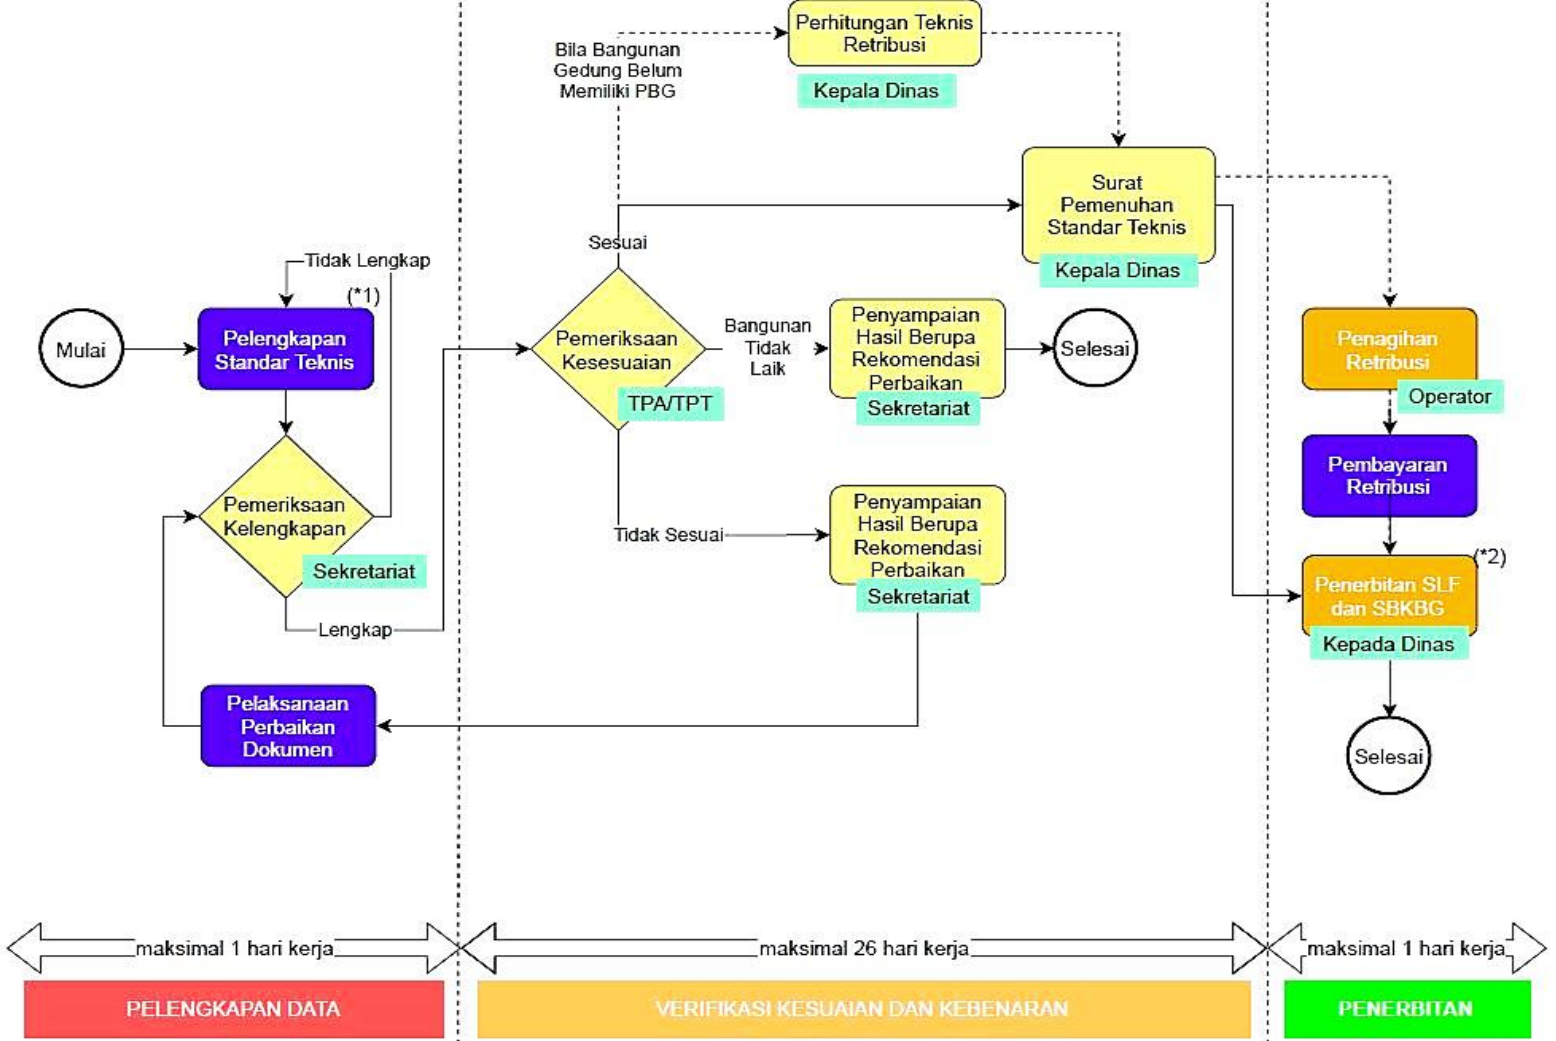 Perhitungan Teknis
Retribusi
Kepala Dinas
Bila Bangunan
Gedung Belum
Memiliki PBG
Surat
Pemenuhan
Standar Teknis
Kepala Dinas
Sesuai
Tidak Lengkap
(*1)
Mulai
Pelengkapan
Standar Teknis
Pemeriksaan
Kesesuaian
TPA/TPT
Bangunan
Tidak
Laik
Penyampaian
Hasil Berupa
Rekomendasi
Perbaikan
Sekretariat
Selesai
Penagihan
Retribusi
Operator
Pembayaran
Retribusi
Pemeriksaan
Kelengkapan
Sekretariat
Tidak Sesuai
Penyampaian
Hasil Berupa
Rekomendasi
Perbaikan
Sekretariat
(*2)
Penerbitan SLF
dan SBKBG
Kepada Dinas
Lengkap
Pelaksanaan
Perbaikan
Dokumen
Selesai
maksimal 1 hari kerja
maksimal 26 hari kerja
maksimal 1 hari kerja
PELENGKAPAN DATA
VERIFIKASI KESUAIAN DAN KEBENARAN
PENERBITAN